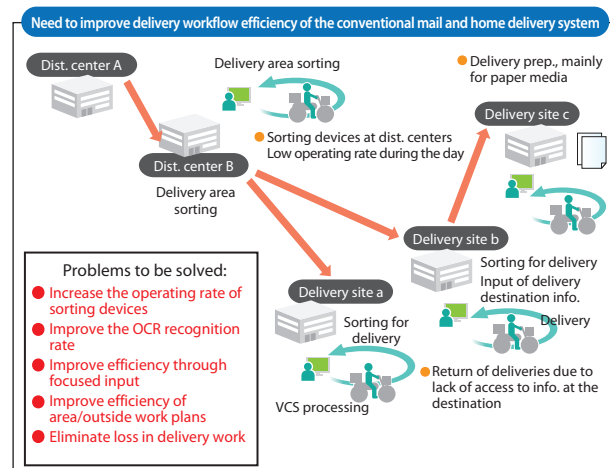 Need to improve delivery workflow efficiency of the conventional mail and home delivery system
Dist. center A
Delivery area sorting
Delivery prep., mainly
for paper media
Delivery site c
Sorting devices at dist. centers
Low operating rate during the day
Dist. center B
Delivery area
sorting
Delivery site b
Sorting for delivery
Input of delivery
destination info.
Delivery
Problems to be solved:
Increase the operating rate of
sorting devices
Improve the OCR recognition
rate
Improve efficiency through
focused input
Improve efficiency of
area/outside work plans
Eliminate loss in delivery work
Delivery site a
Sorting for
delivery
VCS processing
Return of deliveries due to
lack of access to info. at the
destination